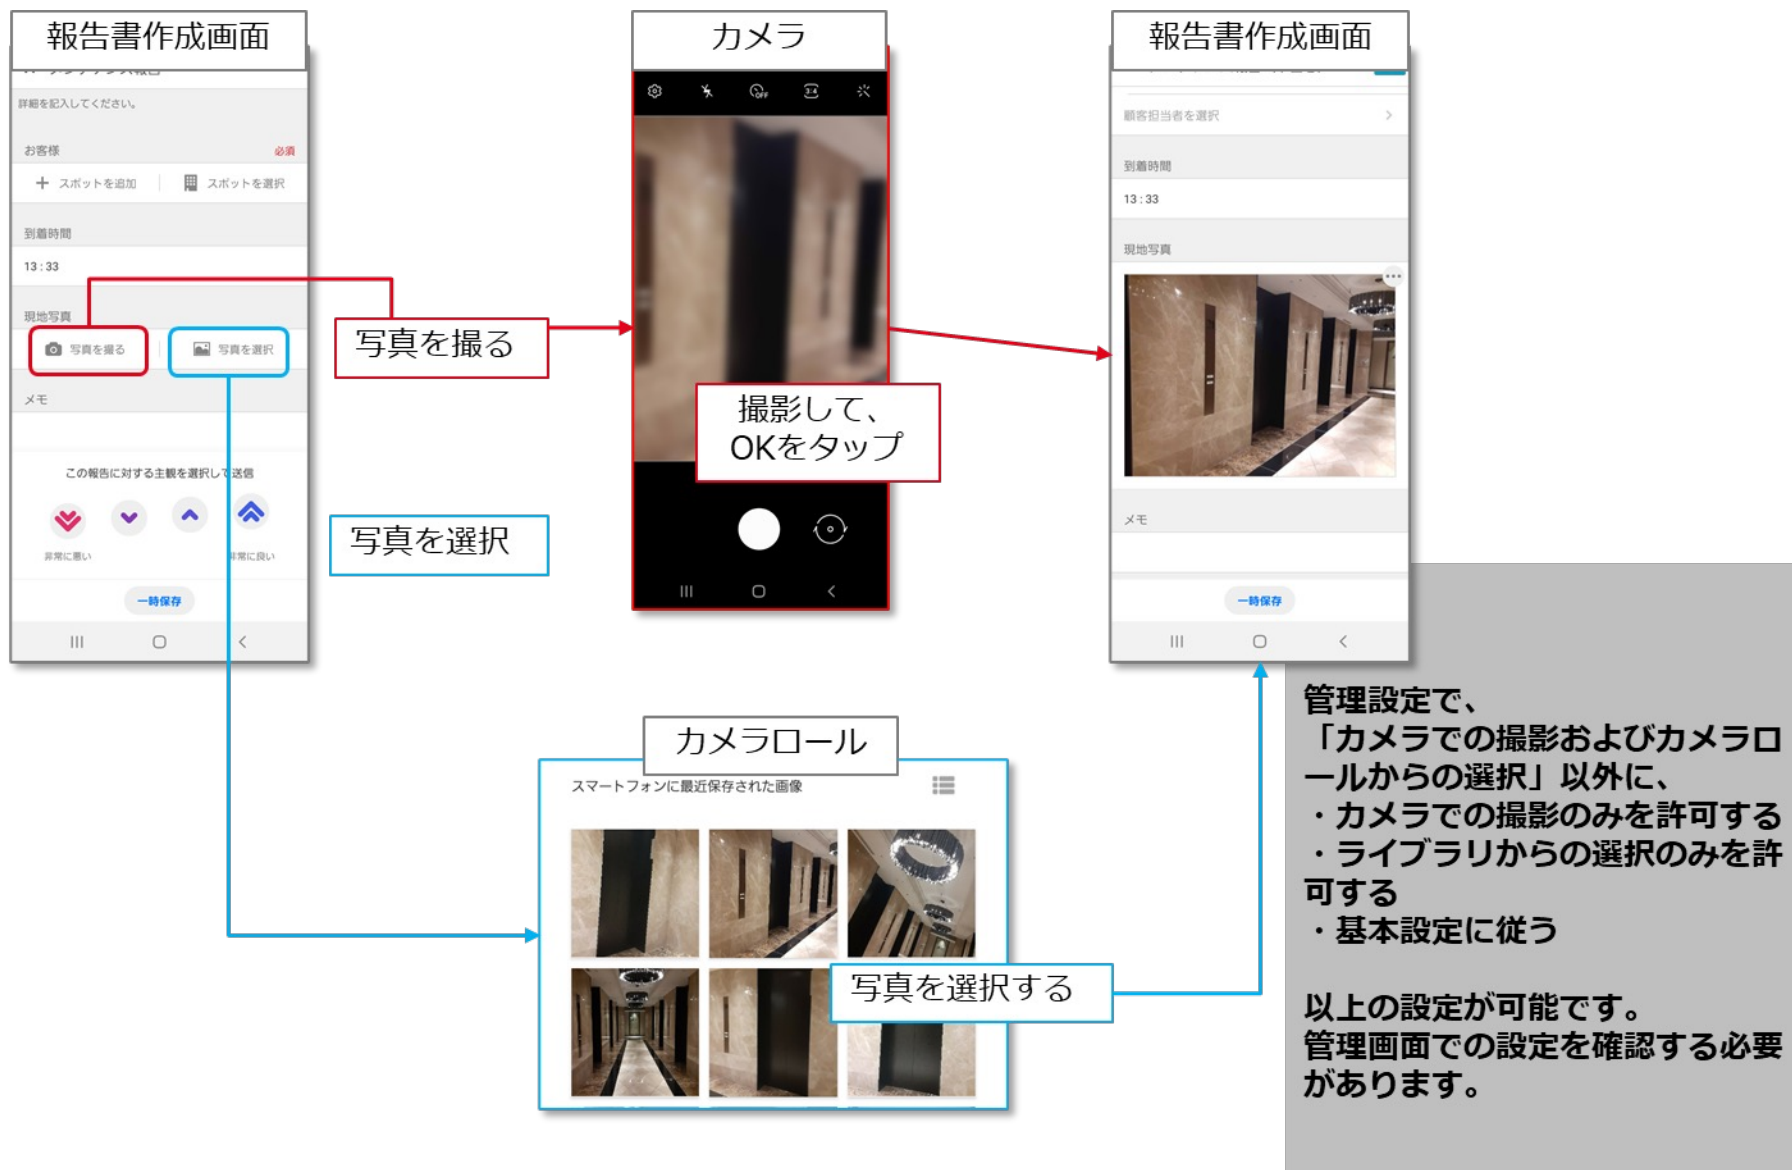 報告書作成画面
詳細を記入してください。
お客様
必須
スポットを追加
スポットを選択
到着時間
13:33
現地写真
写真を撮る
写真を選択
メモ
この報告に対する主観を選択して送信
非常に悪い
非常に良い
一時保存
写真を撮る
写真を選択
カメラ
OFF
3:4
撮影して、
OKをタップ
報告書作成画面
顧客担当者を選択
到着時間
13:33
現地写真
メモ
一時保存
カメラロール
スマートフォンに最近保存された画像
写真を選択する
管理設定で、
「カメラでの撮影およびカメラロ
ールからの選択」以外に、
・カメラでの撮影のみを許可する
・ライブラリからの選択のみを許
可する
・基本設定に従う
以上の設定が可能です。
管理画面での設定を確認する必要
があります。